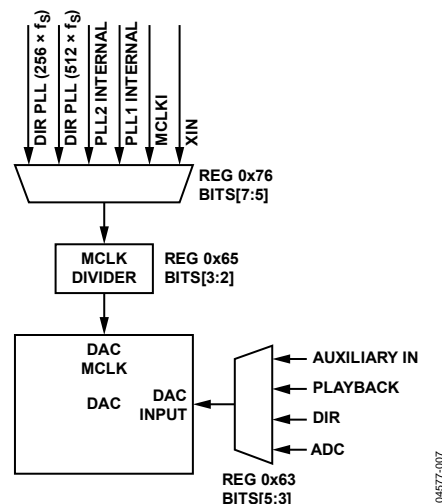 DIR PLL (256 × fS)
DIR PLL (512 × fS)
PLL2 INTERNAL
PLL1 INTERNAL
MCLKI
XIN
REG 0x76
BITS[7:5]
MCLK
DIVIDER
REG 0x65
BITS[3:2]
DAC
MCLK
DAC
DAC
INPUT
AUXILIARY IN
PLAYBACK
DIR
ADC
REG 0x63
BITS[5:3]
04577-007